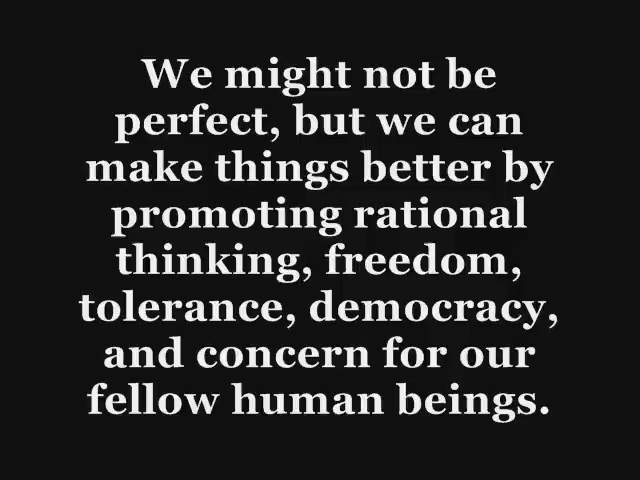 We might not be
perfect, but we can
make things better by
promoting rational
thinking, freedom,
tolerance, democracy,
and concern for our
fellow human beings.